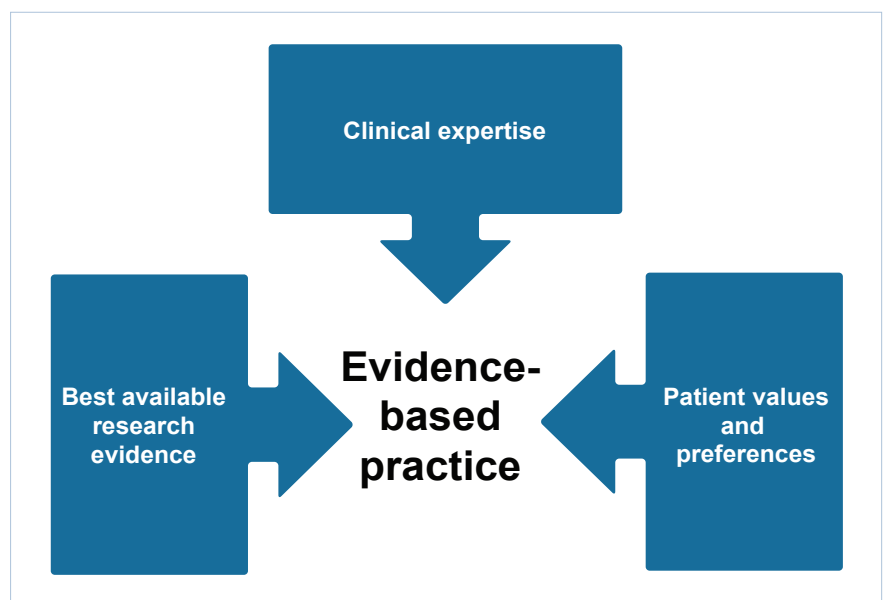 Clinical expertise
Best available
research
evidence
Evidence-
based
practice
Patient values
and
preferences